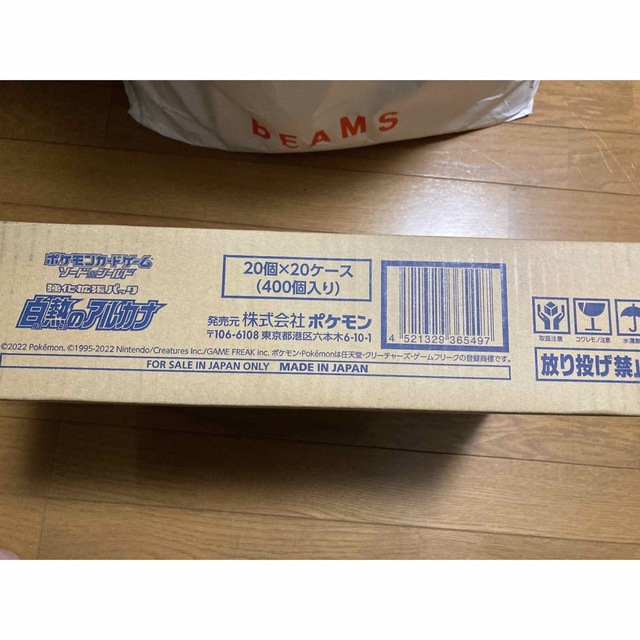 BEAMS
ポケモンカードゲーム
ソード&シールド
強化拡張パック
白熱のアルカナ
20個×20ケース
(400個入り)
発売元 株式会社 ポケモン
〒106-6108 東京都港区六本木6-10-1
4 521329 365497
©2022 Pokémon. ©1995-2022 Nintendo/Creatures Inc./GAME FREAK inc. ポケモン・Pokémonは任天堂・クリーチャーズ・ゲームフリークの登録商標です。
FOR SALE IN JAPAN ONLY MADE IN JAPAN
取扱注意 コワレモノ注意 水濡
放り投げ禁止